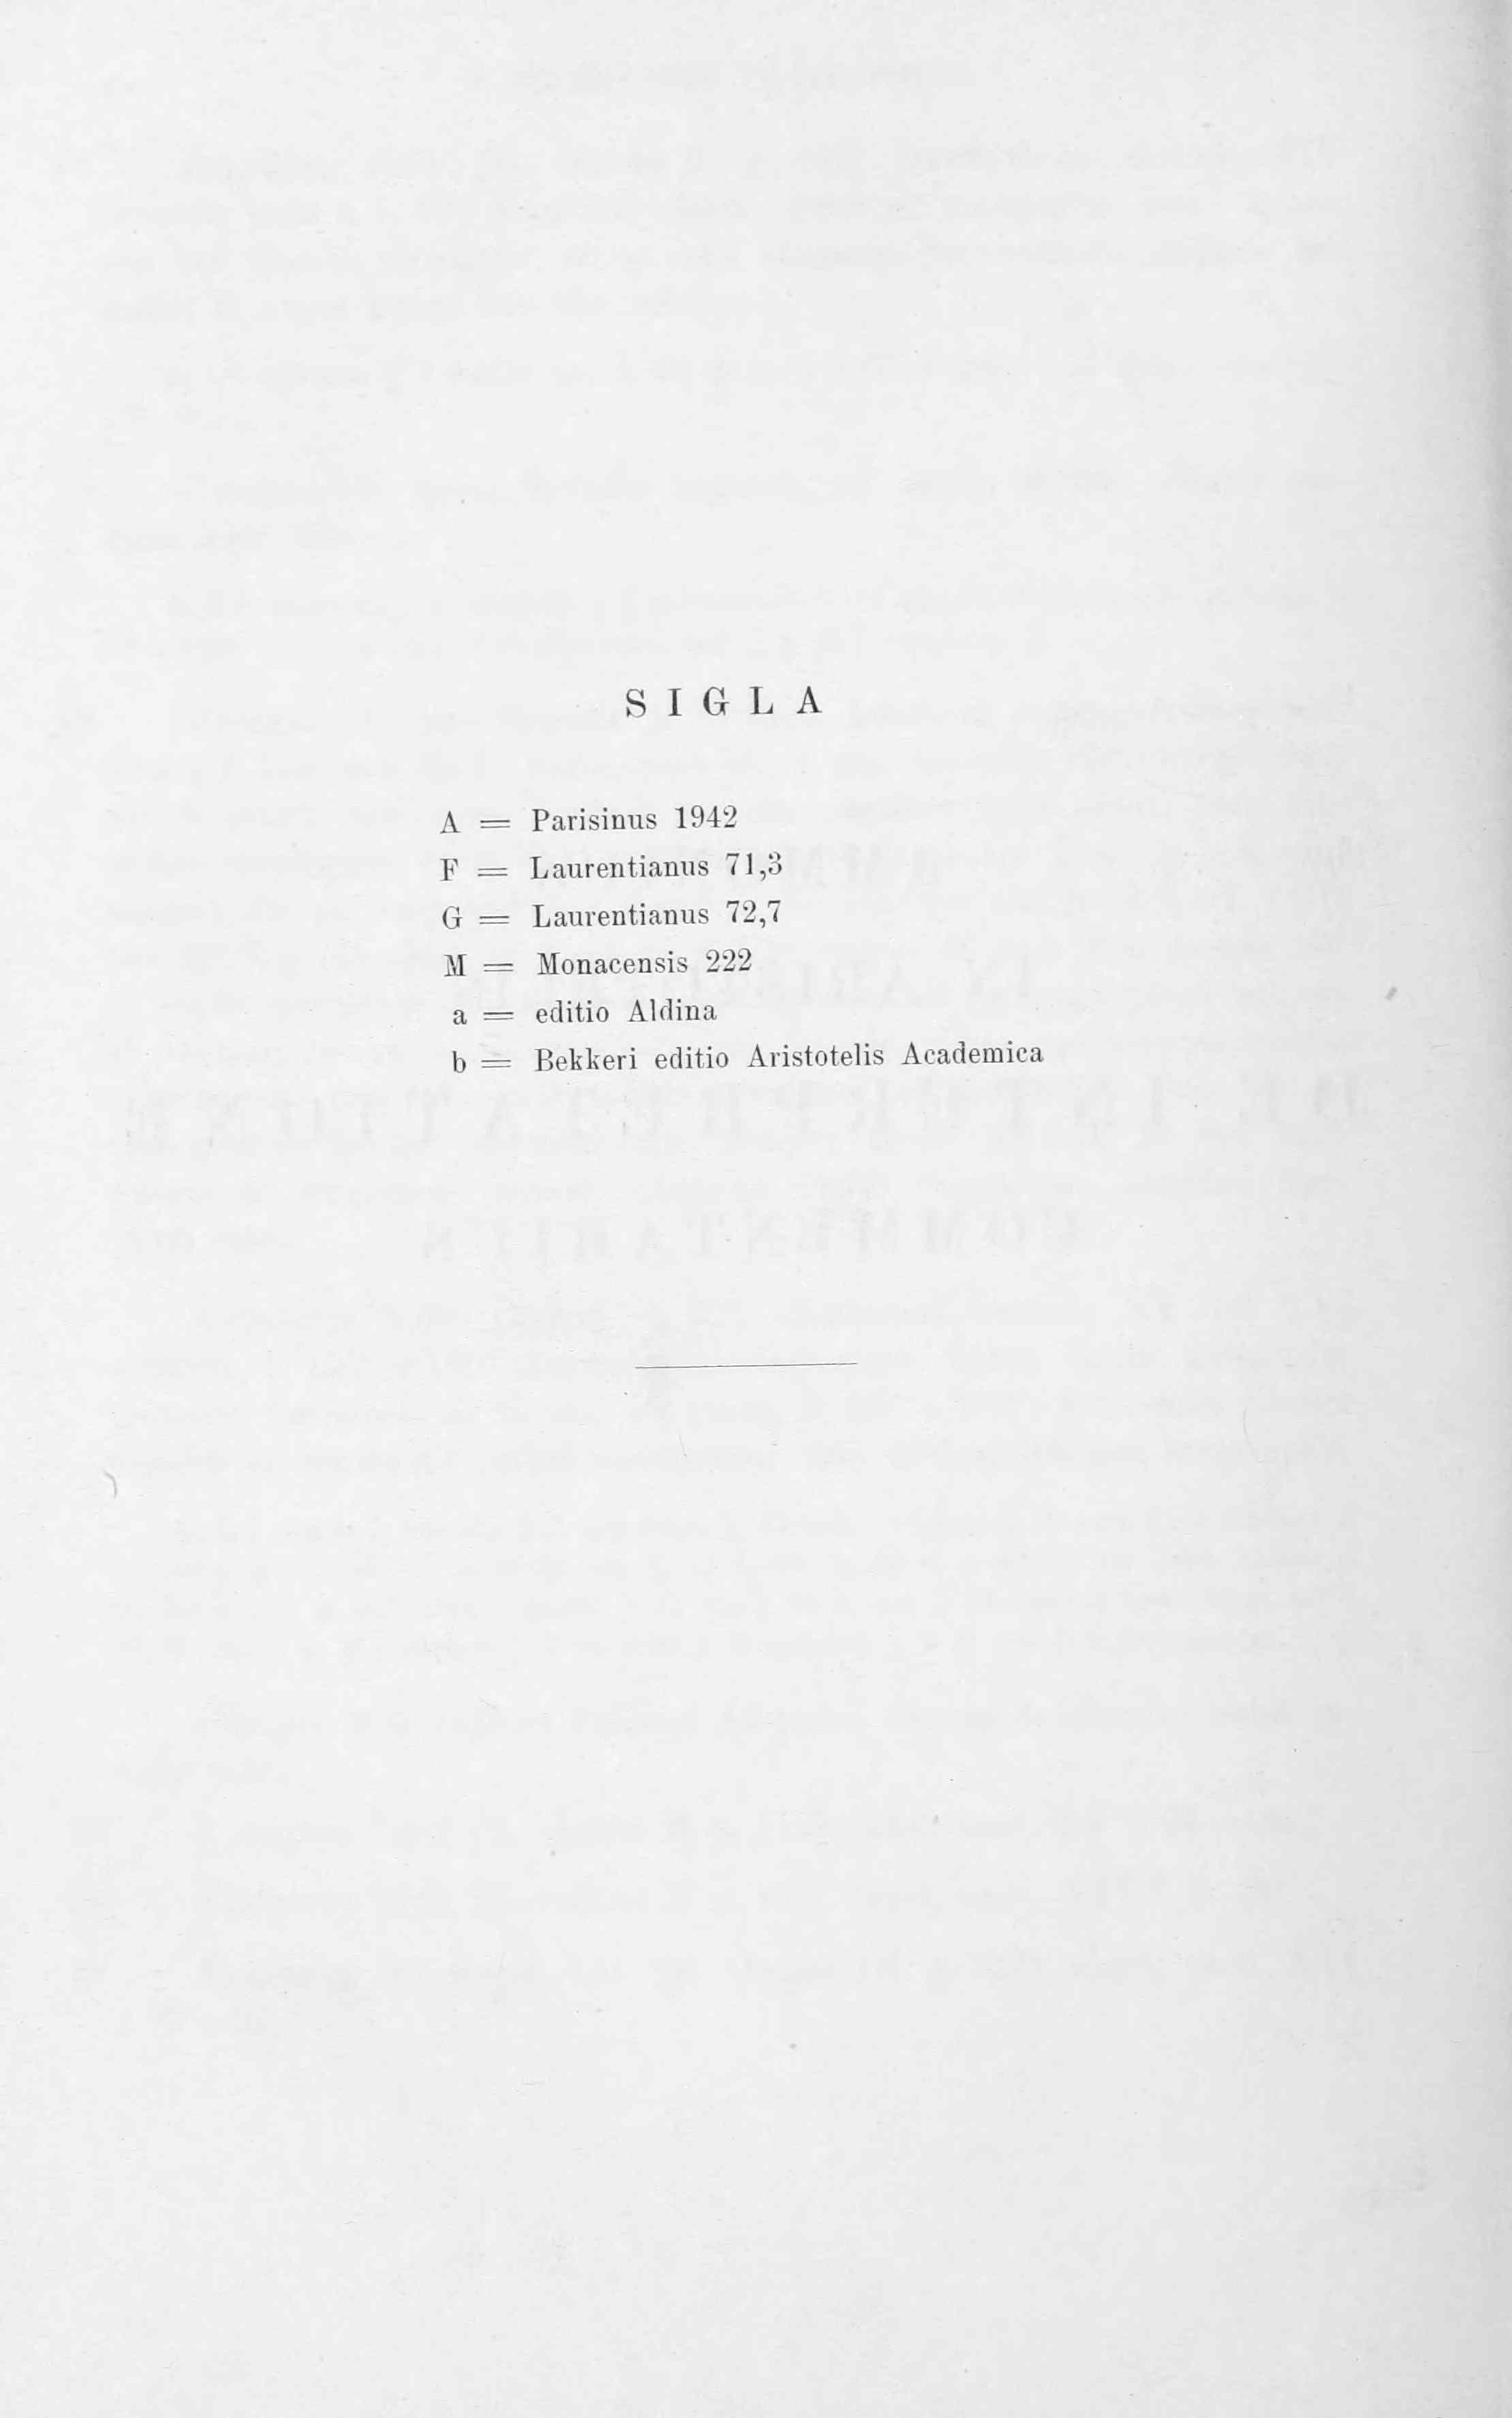 SIGLA
A = Parisinus 1942
F = Laurentianus 71,3
G = Laurentianus 72,7
M = Monacensis 222
a = editio Aldina
b = Bekkeri editio Aristotelis Academica